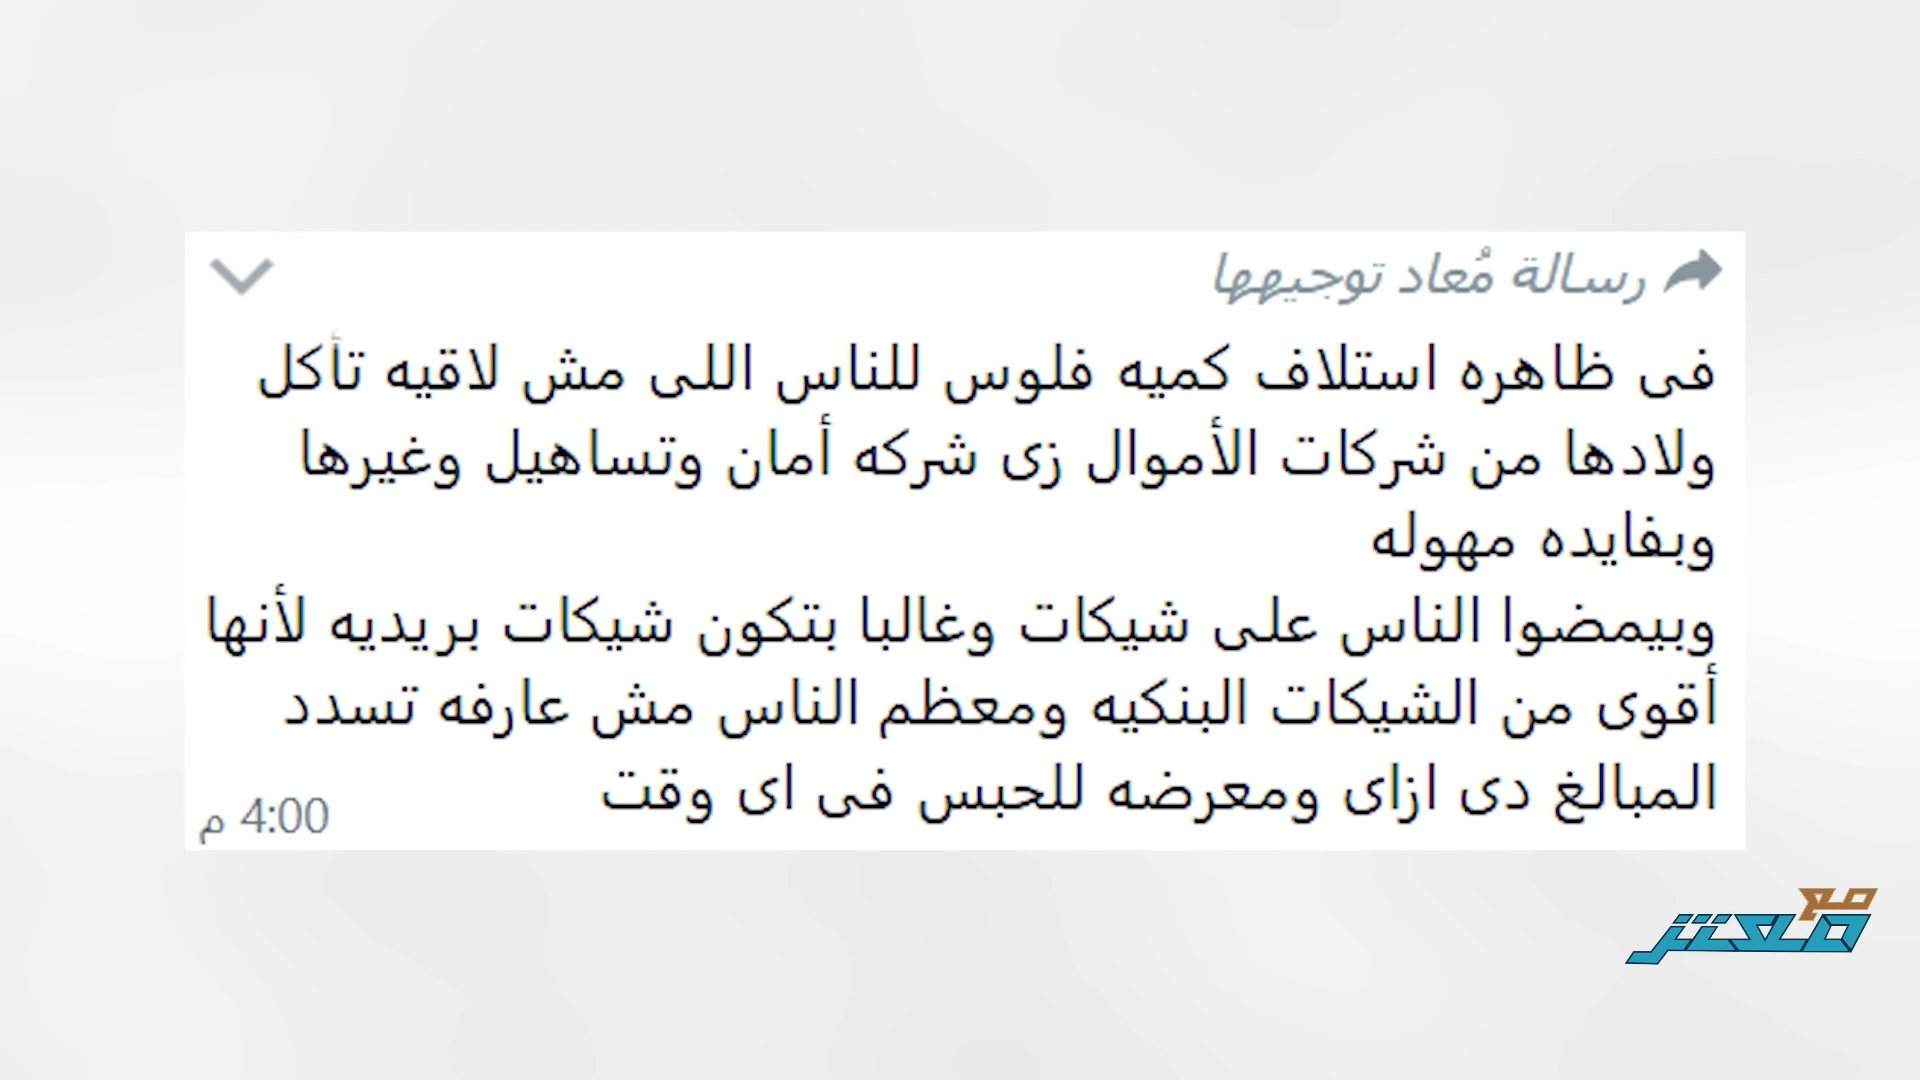 رسالة مُعاد توجيهها
فى ظاهره استلاف كميه فلوس للناس اللى مش لاقيه تأكل
ولادها من شركات الأموال زى شركه أمان وتساهيل وغيرها
وبفايده مهوله
وبيمضوا الناس على شيكات وغالبا بتكون شيكات بريديه لأنها
أقوى من الشيكات البنكيه ومعظم الناس مش عارفه تسدد
المبالغ دى ازاى ومعرضه للحبس فى اى وقت
4:00 م
مع
معتز